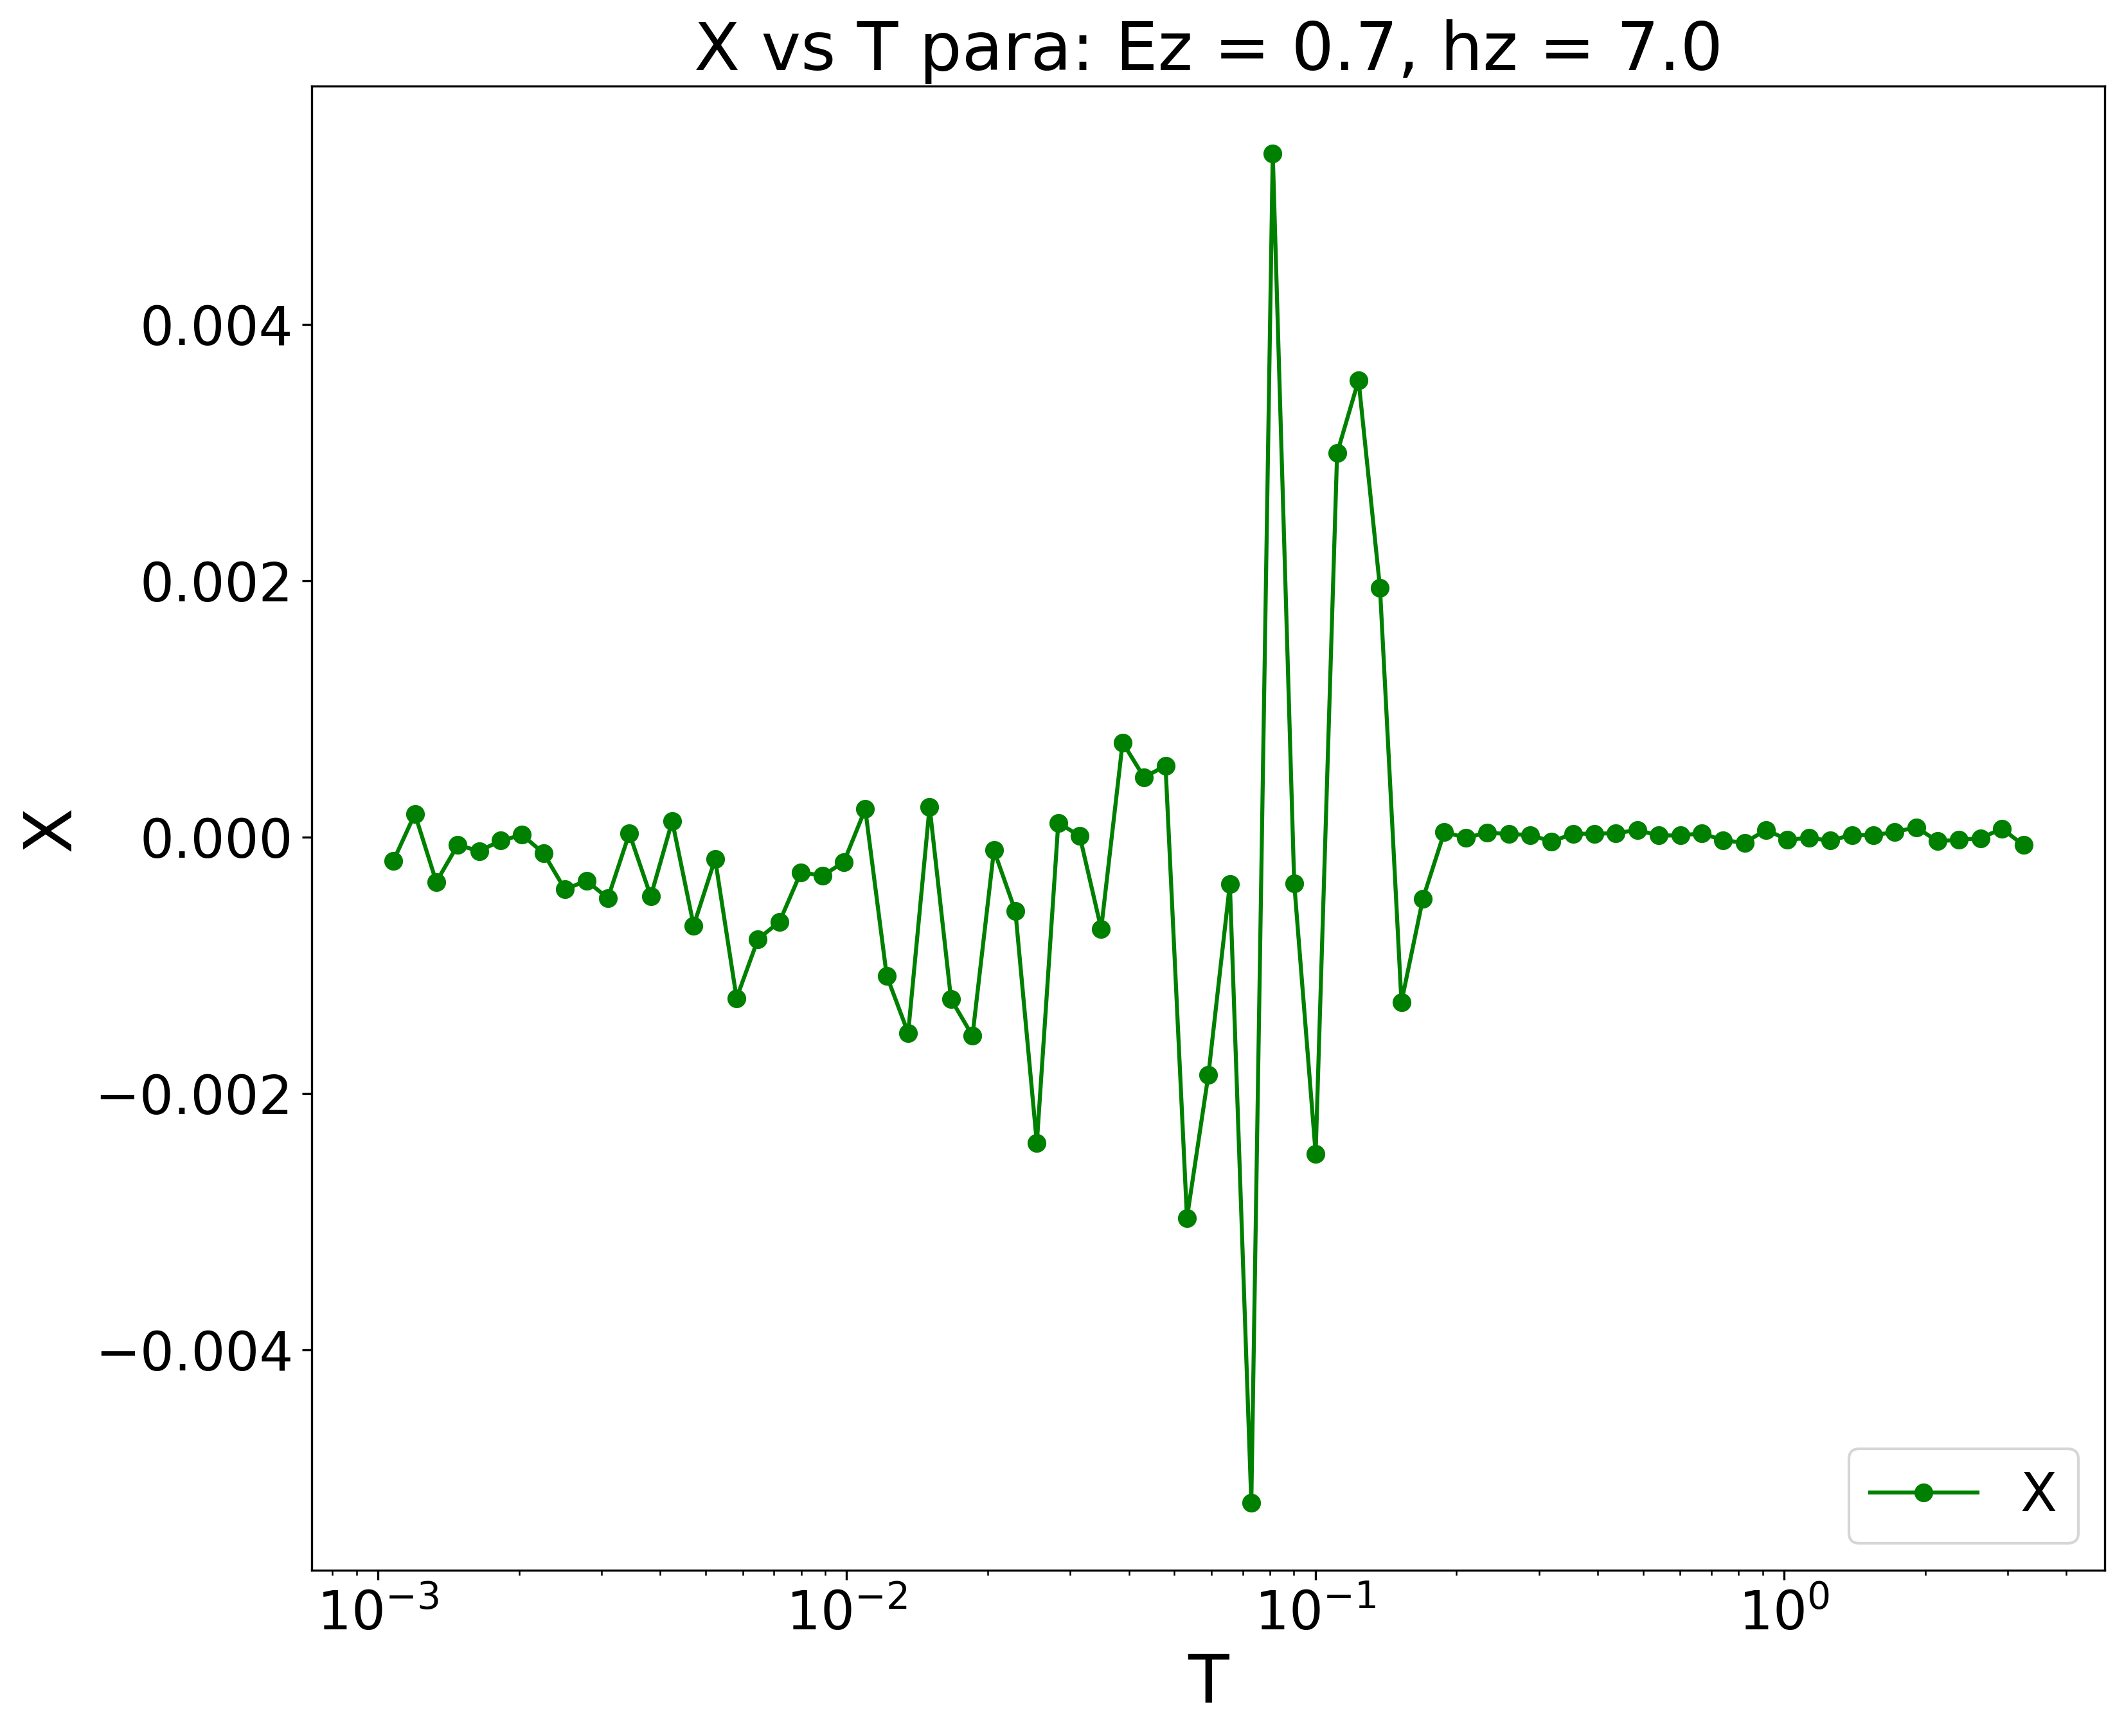 X vs T para: Ez = 0.7, hz = 7.0
0.004
0.002
0.000
−0.002
−0.004
X
10⁻³ 10⁻² 10⁻¹ 10⁰
T
X